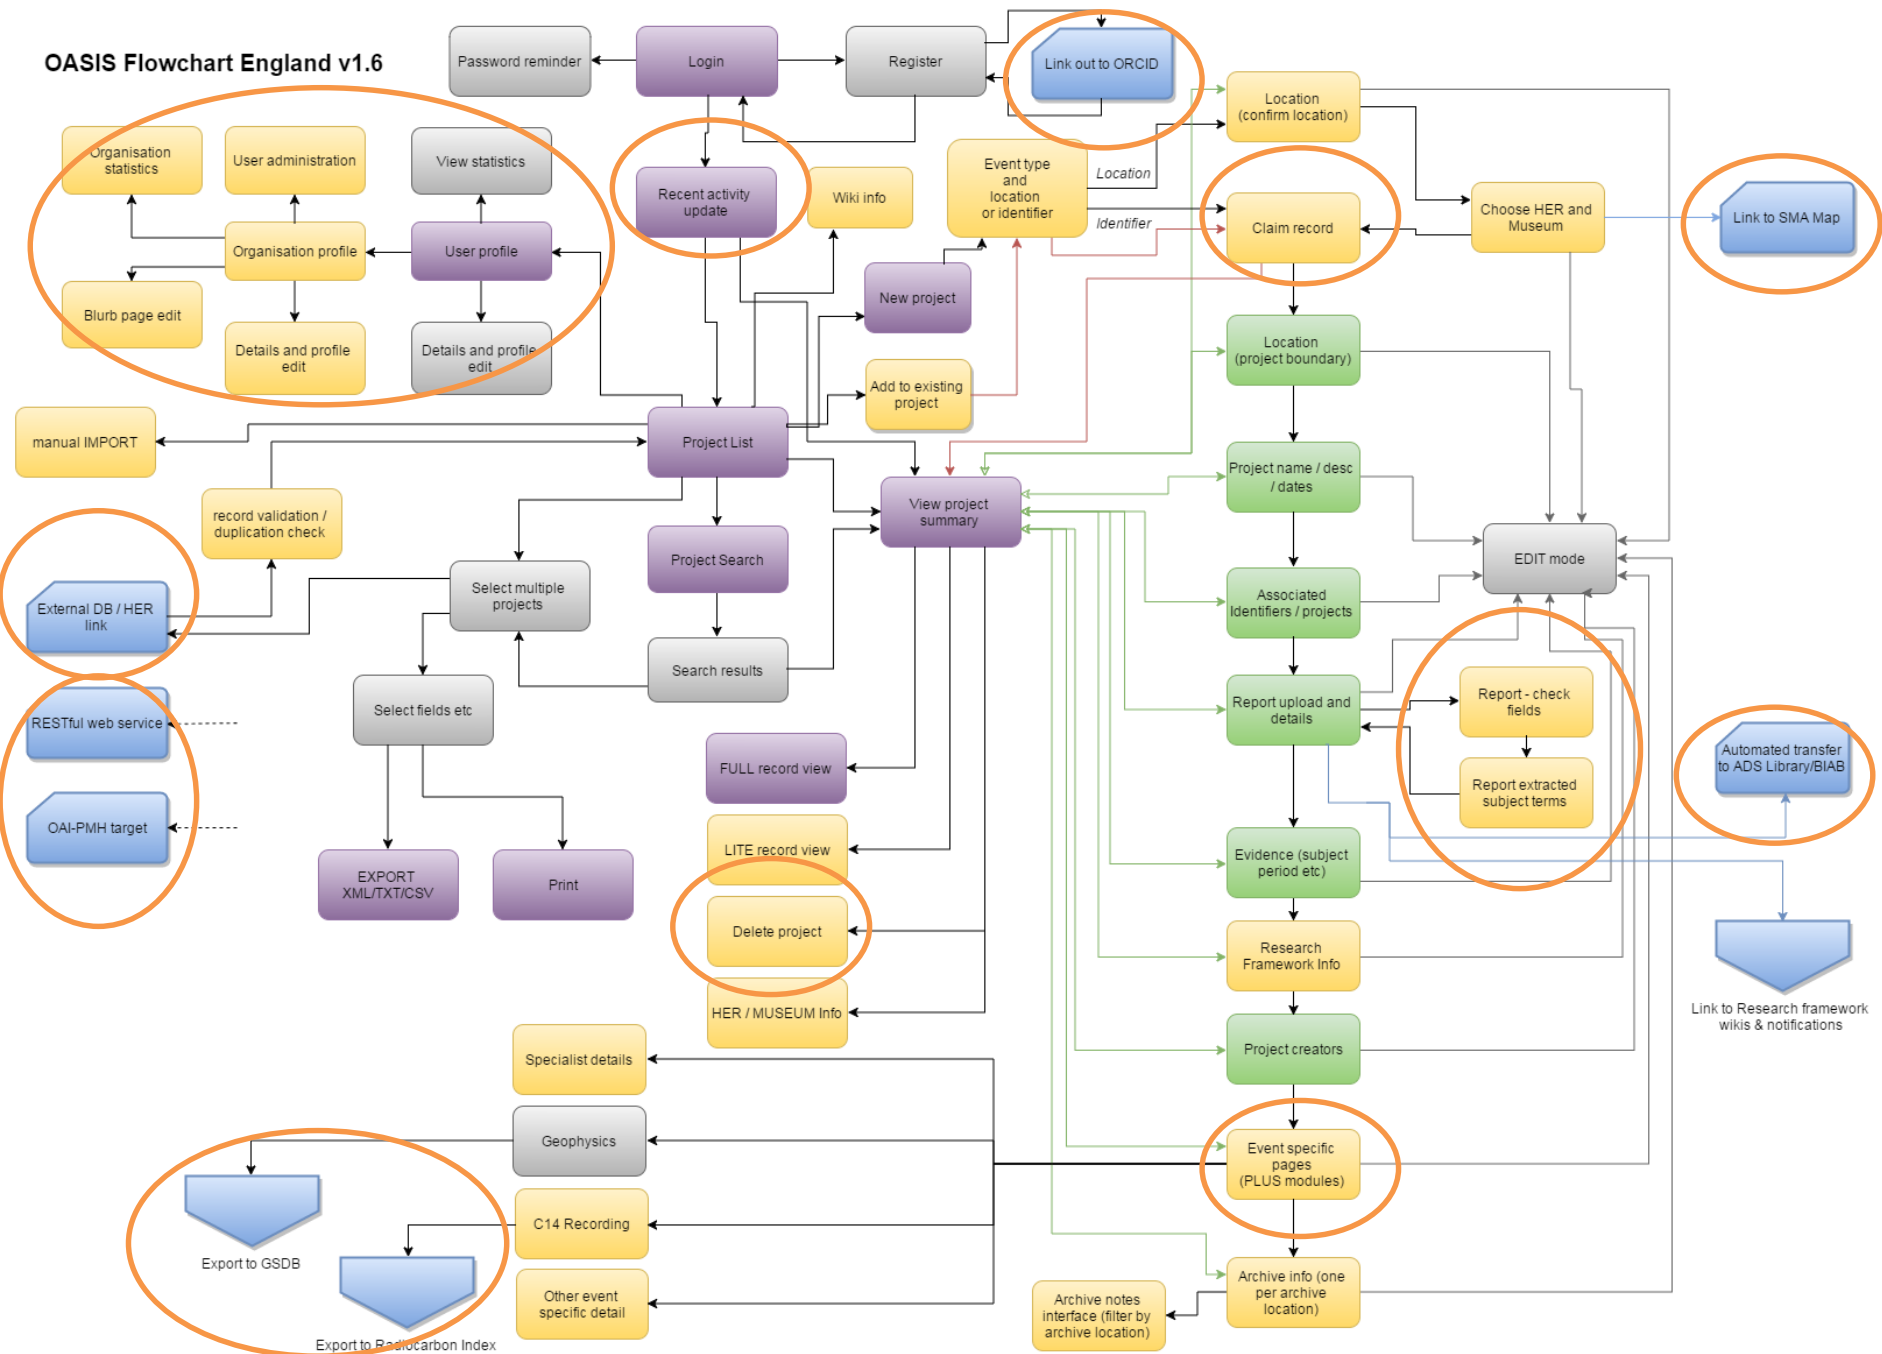 OASIS Flowchart England v1.6
Password reminder
Login
Register
Link out to ORCID
Organisation
statistics
User administration
View statistics
Recent activity
update
Wiki info
Event type
and
location
or identifier
Location
Identifier
Location
(confirm location)
Claim record
Choose HER and
Museum
Link to SMA Map
Organisation profile
User profile
Blurb page edit
Details and profile
edit
Details and profile
edit
New project
Location
(project boundary)
Add to existing
project
manual IMPORT
Project List
Project name / desc
/ dates
record validation /
duplication check
View project
summary
EDIT mode
Project Search
External DB / HER
link
Select multiple
projects
Associated
Identifiers / projects
Search results
Select fields etc
Report upload and
details
Report - check
fields
Report extracted
subject terms
RESTful web service
FULL record view
Automated transfer
to ADS Library/BIAB
OAI-PMH target
LITE record view
Evidence (subject
period etc)
EXPORT
XML/TXT/CSV
Print
Delete project
Research
Framework Info
HER / MUSEUM Info
Link to Research framework
wikis & notifications
Project creators
Specialist details
Geophysics
Event specific
pages
(PLUS modules)
C14 Recording
Export to GSDB
Other event
specific detail
Archive info (one
per archive
location)
Archive notes
interface (filter by
archive location)
Export to Radiocarbon Index